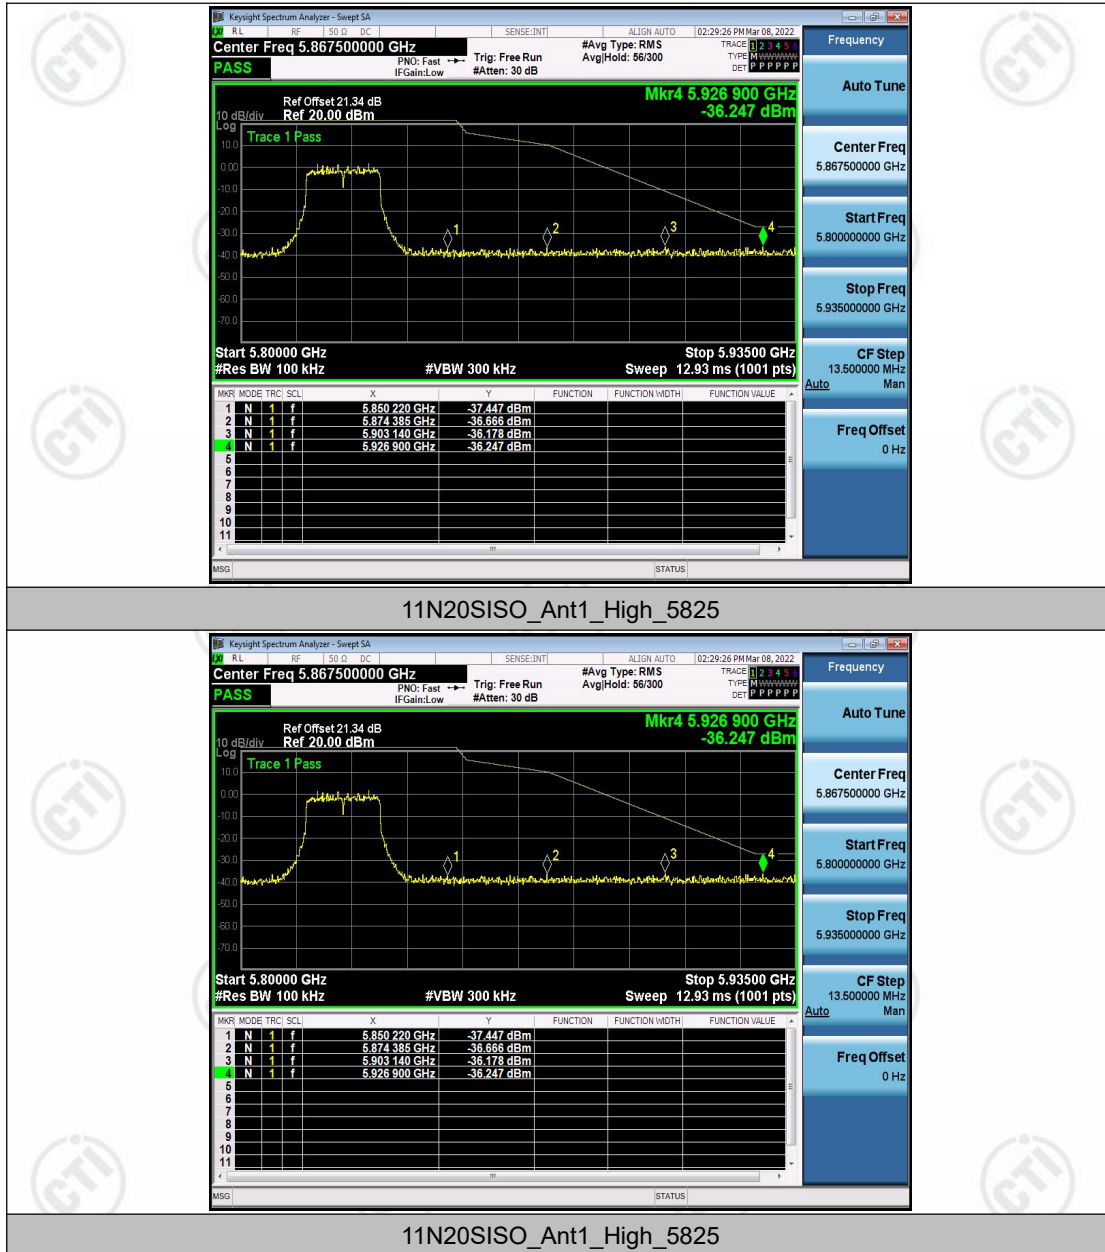 Keysight Spectrum Analyzer - Swept SA
RL RF 50 Ω DC SENSE:INT ALIGN AUTO 02:29:26 PM Mar 08, 2022
Center Freq 5.867500000 GHz
PASS
PNO: Fast
IFGain:Low
Trig: Free Run
#Atten: 30 dB
#Avg Type: RMS
Avg|Hold: 56/300
TRACE 1 2 3 4 5 6
TYPE M W W W W W
DET P P P P P P
Ref Offset 21.34 dB
10 dB/div Ref 20.00 dBm
Log
Mkr4 5.926 900 GHz
-36.247 dBm
Trace 1 Pass
10.0
0.00
-10.0
-20.0
-30.0
-40.0
-50.0
-60.0
-70.0
1 2 3 4
Start 5.80000 GHz Stop 5.93500 GHz
#Res BW 100 kHz #VBW 300 kHz Sweep 12.93 ms (1001 pts)
MKR MODE TRC SCL X Y FUNCTION FUNCTION WIDTH FUNCTION VALUE
1 N 1 f 5.850 220 GHz -37.447 dBm
2 N 1 f 5.874 385 GHz -36.666 dBm
3 N 1 f 5.903 140 GHz -36.178 dBm
4 N 1 f 5.926 900 GHz -36.247 dBm
5
6
7
8
9
10
11
MSG STATUS
Frequency
Auto Tune
Center Freq
5.867500000 GHz
Start Freq
5.800000000 GHz
Stop Freq
5.935000000 GHz
CF Step
13.500000 MHz
Auto Man
Freq Offset
0 Hz
CTI
CTI
CTI
CTI
11N20SISO_Ant1_High_5825
Keysight Spectrum Analyzer - Swept SA
RL RF 50 Ω DC SENSE:INT ALIGN AUTO 02:29:26 PM Mar 08, 2022
Center Freq 5.867500000 GHz
PASS
PNO: Fast
IFGain:Low
Trig: Free Run
#Atten: 30 dB
#Avg Type: RMS
Avg|Hold: 56/300
TRACE 1 2 3 4 5 6
TYPE M W W W W W
DET P P P P P P
Ref Offset 21.34 dB
10 dB/div Ref 20.00 dBm
Log
Mkr4 5.926 900 GHz
-36.247 dBm
Trace 1 Pass
10.0
0.00
-10.0
-20.0
-30.0
-40.0
-50.0
-60.0
-70.0
1 2 3 4
Start 5.80000 GHz Stop 5.93500 GHz
#Res BW 100 kHz #VBW 300 kHz Sweep 12.93 ms (1001 pts)
MKR MODE TRC SCL X Y FUNCTION FUNCTION WIDTH FUNCTION VALUE
1 N 1 f 5.850 220 GHz -37.447 dBm
2 N 1 f 5.874 385 GHz -36.666 dBm
3 N 1 f 5.903 140 GHz -36.178 dBm
4 N 1 f 5.926 900 GHz -36.247 dBm
5
6
7
8
9
10
11
MSG STATUS
Frequency
Auto Tune
Center Freq
5.867500000 GHz
Start Freq
5.800000000 GHz
Stop Freq
5.935000000 GHz
CF Step
13.500000 MHz
Auto Man
Freq Offset
0 Hz
CTI
CTI
CTI
CTI
11N20SISO_Ant1_High_5825